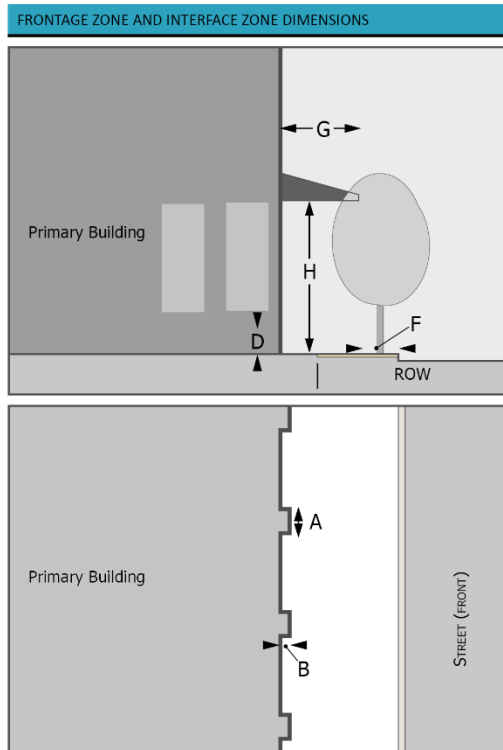 FRONTAGE ZONE AND INTERFACE ZONE DIMENSIONS
G
Primary Building
H
D
F
ROW
A
Primary Building
B
STREET (FRONT)